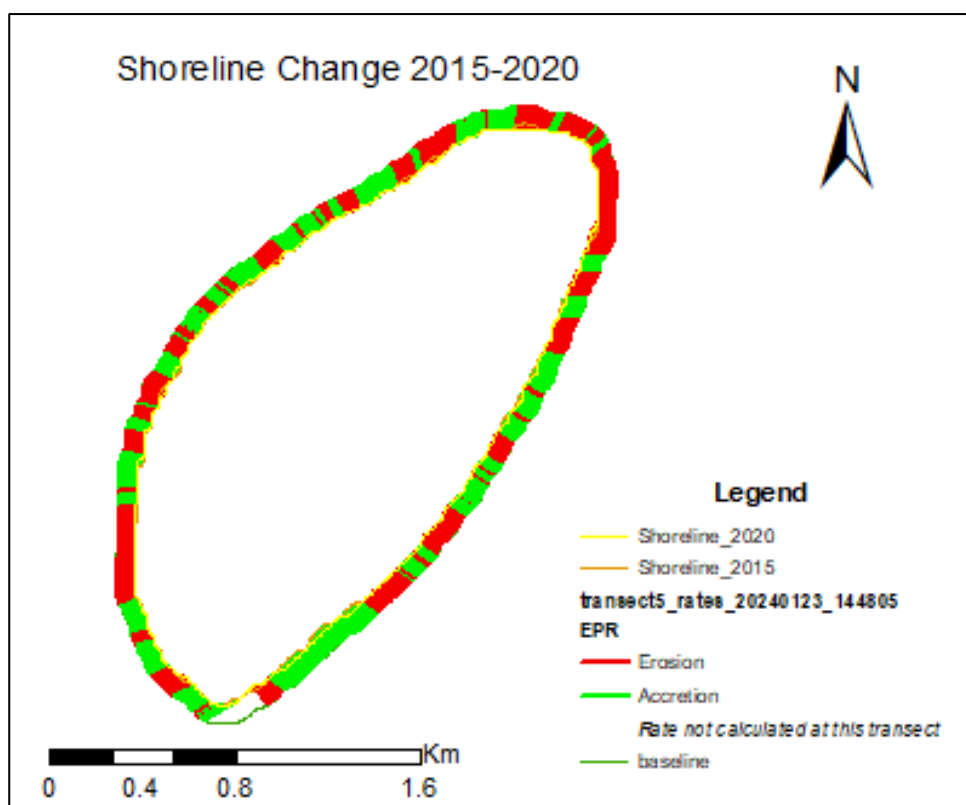 Shoreline Change 2015-2020
N
Legend
Shoreline_2020
Shoreline_2015
transect5_rates_20240123_144805
EPR
Erosion
Accretion
Rate not calculated at this transect
baseline
Km
0 0.4 0.8 1.6